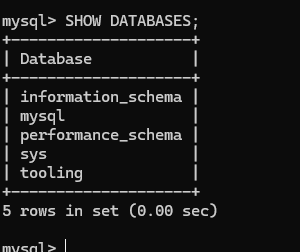 mysql> SHOW DATABASES;
+--------------------+
| Database           |
+--------------------+
| information_schema |
| mysql              |
| performance_schema |
| sys                |
| tooling            |
+--------------------+
5 rows in set (0.00 sec)
mysql>